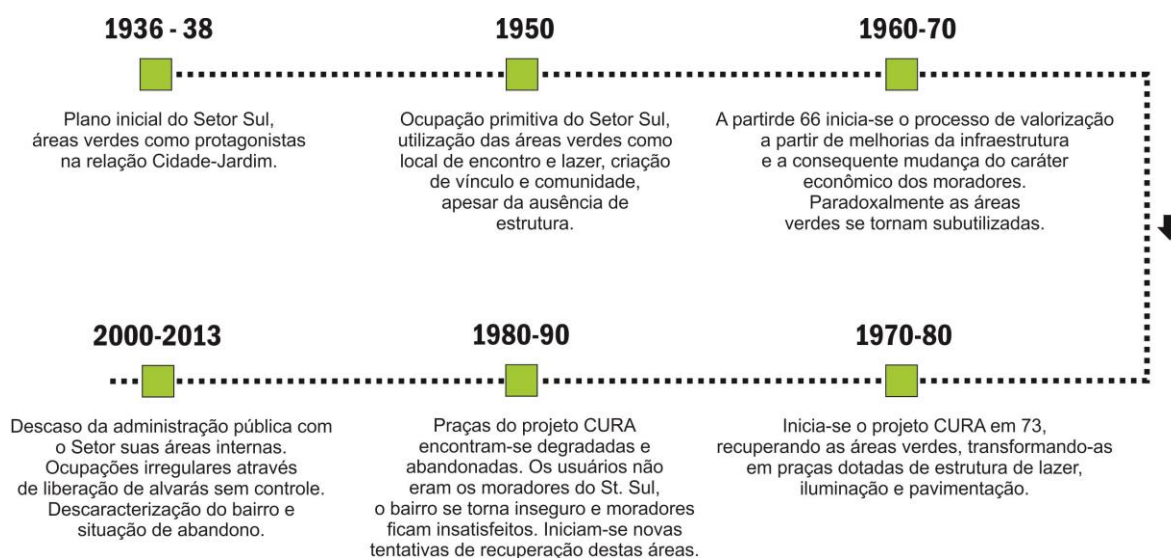 1936 - 38
Plano inicial do Setor Sul,
áreas verdes como protagonistas
na relação Cidade-Jardim.
1950
Ocupação primitiva do Setor Sul,
utilização das áreas verdes como
local de encontro e lazer, criação
de vínculo e comunidade,
apesar da ausência de
estrutura.
1960-70
A partirde 66 inicia-se o processo de valorização
a partir de melhorias da infraestrutura
e a consequente mudança do caráter
econômico dos moradores.
Paradoxalmente as áreas
verdes se tornam subutilizadas.
1970-80
Inicia-se o projeto CURA em 73,
recuperando as áreas verdes, transformando-as
em praças dotadas de estrutura de lazer,
iluminação e pavimentação.
1980-90
Praças do projeto CURA
encontram-se degradadas e
abandonadas. Os usuários não
eram os moradores do St. Sul,
o bairro se torna inseguro e moradores
ficam insatisfeitos. Iniciam-se novas
tentativas de recuperação destas áreas.
2000-2013
Descaso da administração pública com
o Setor suas áreas internas.
Ocupações irregulares através
de liberação de alvarás sem controle.
Descaracterização do bairro e
situação de abandono.